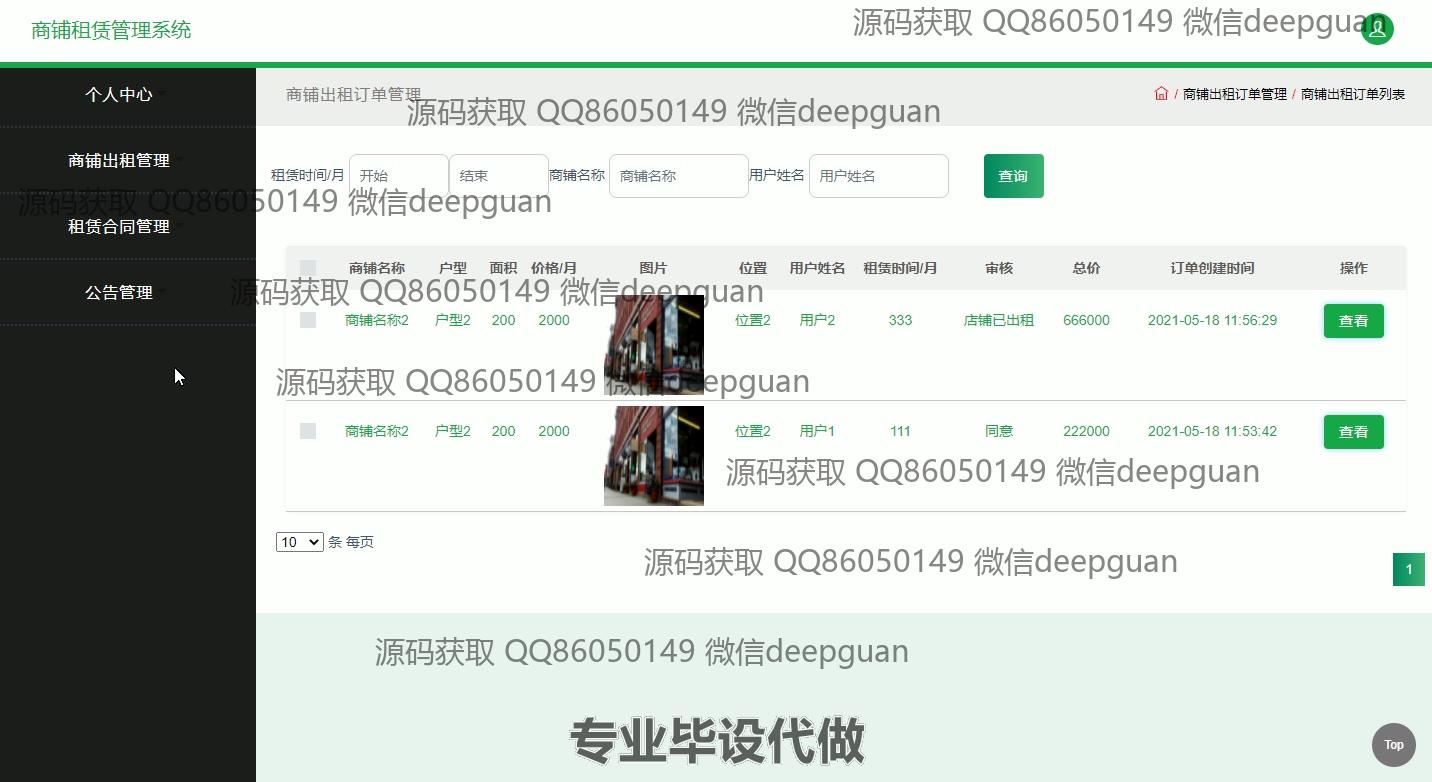 商铺租赁管理系统
源码获取 QQ86050149 微信deepguan
个人中心
商铺出租管理
租赁合同管理
公告管理
商铺出租订单管理
/ 商铺出租订单管理 / 商铺出租订单列表
源码获取 QQ86050149 微信deepguan
租赁时间/月 开始 结束 商铺名称 商铺名称 用户姓名 用户姓名 查询
源码获取 QQ86050149 微信deepguan
商铺名称 户型 面积 价格/月 图片 位置 用户姓名 租赁时间/月 审核 总价 订单创建时间 操作
源码获取 QQ86050149 微信deepguan
商铺名称2 户型2 200 2000 位置2 用户2 333 店铺已出租 666000 2021-05-18 11:56:29 查看
源码获取 QQ86050149 微信deepguan
商铺名称2 户型2 200 2000 位置2 用户1 111 同意 222000 2021-05-18 11:53:42 查看
源码获取 QQ86050149 微信deepguan
10 条 每页
源码获取 QQ86050149 微信deepguan
1
源码获取 QQ86050149 微信deepguan
专业毕设代做
Top